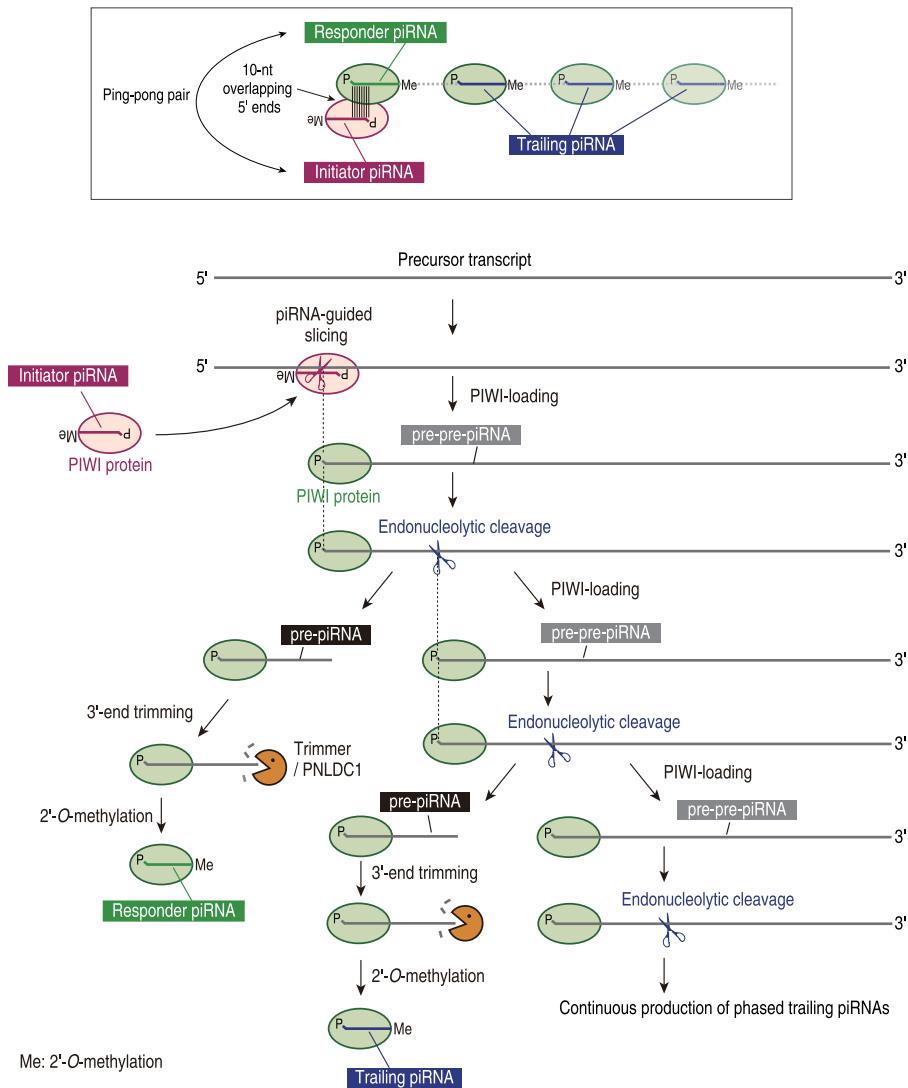 Responder piRNA
10-nt
overlapping
5' ends
Ping-pong pair
P
Me
P
P
P
Me
P
Me
Trailing piRNA
Initiator piRNA
Precursor transcript
5'
3'
piRNA-guided
slicing
5'
3'
Me
P
Initiator piRNA
PIWI-loading
Me
P
PIWI protein
pre-pre-piRNA
P
3'
PIWI protein
Endonucleolytic cleavage
P
3'
PIWI-loading
pre-piRNA
pre-pre-piRNA
P
P
3'
3'-end trimming
Endonucleolytic cleavage
P
3'
P
Trimmer
/ PNLDC1
PIWI-loading
pre-piRNA
pre-pre-piRNA
2'-O-methylation
P
P
3'
P
Me
3'-end trimming
Responder piRNA
Endonucleolytic cleavage
P
P
3'
2'-O-methylation
Continuous production of phased trailing piRNAs
P
Me
Me: 2'-O-methylation
Trailing piRNA